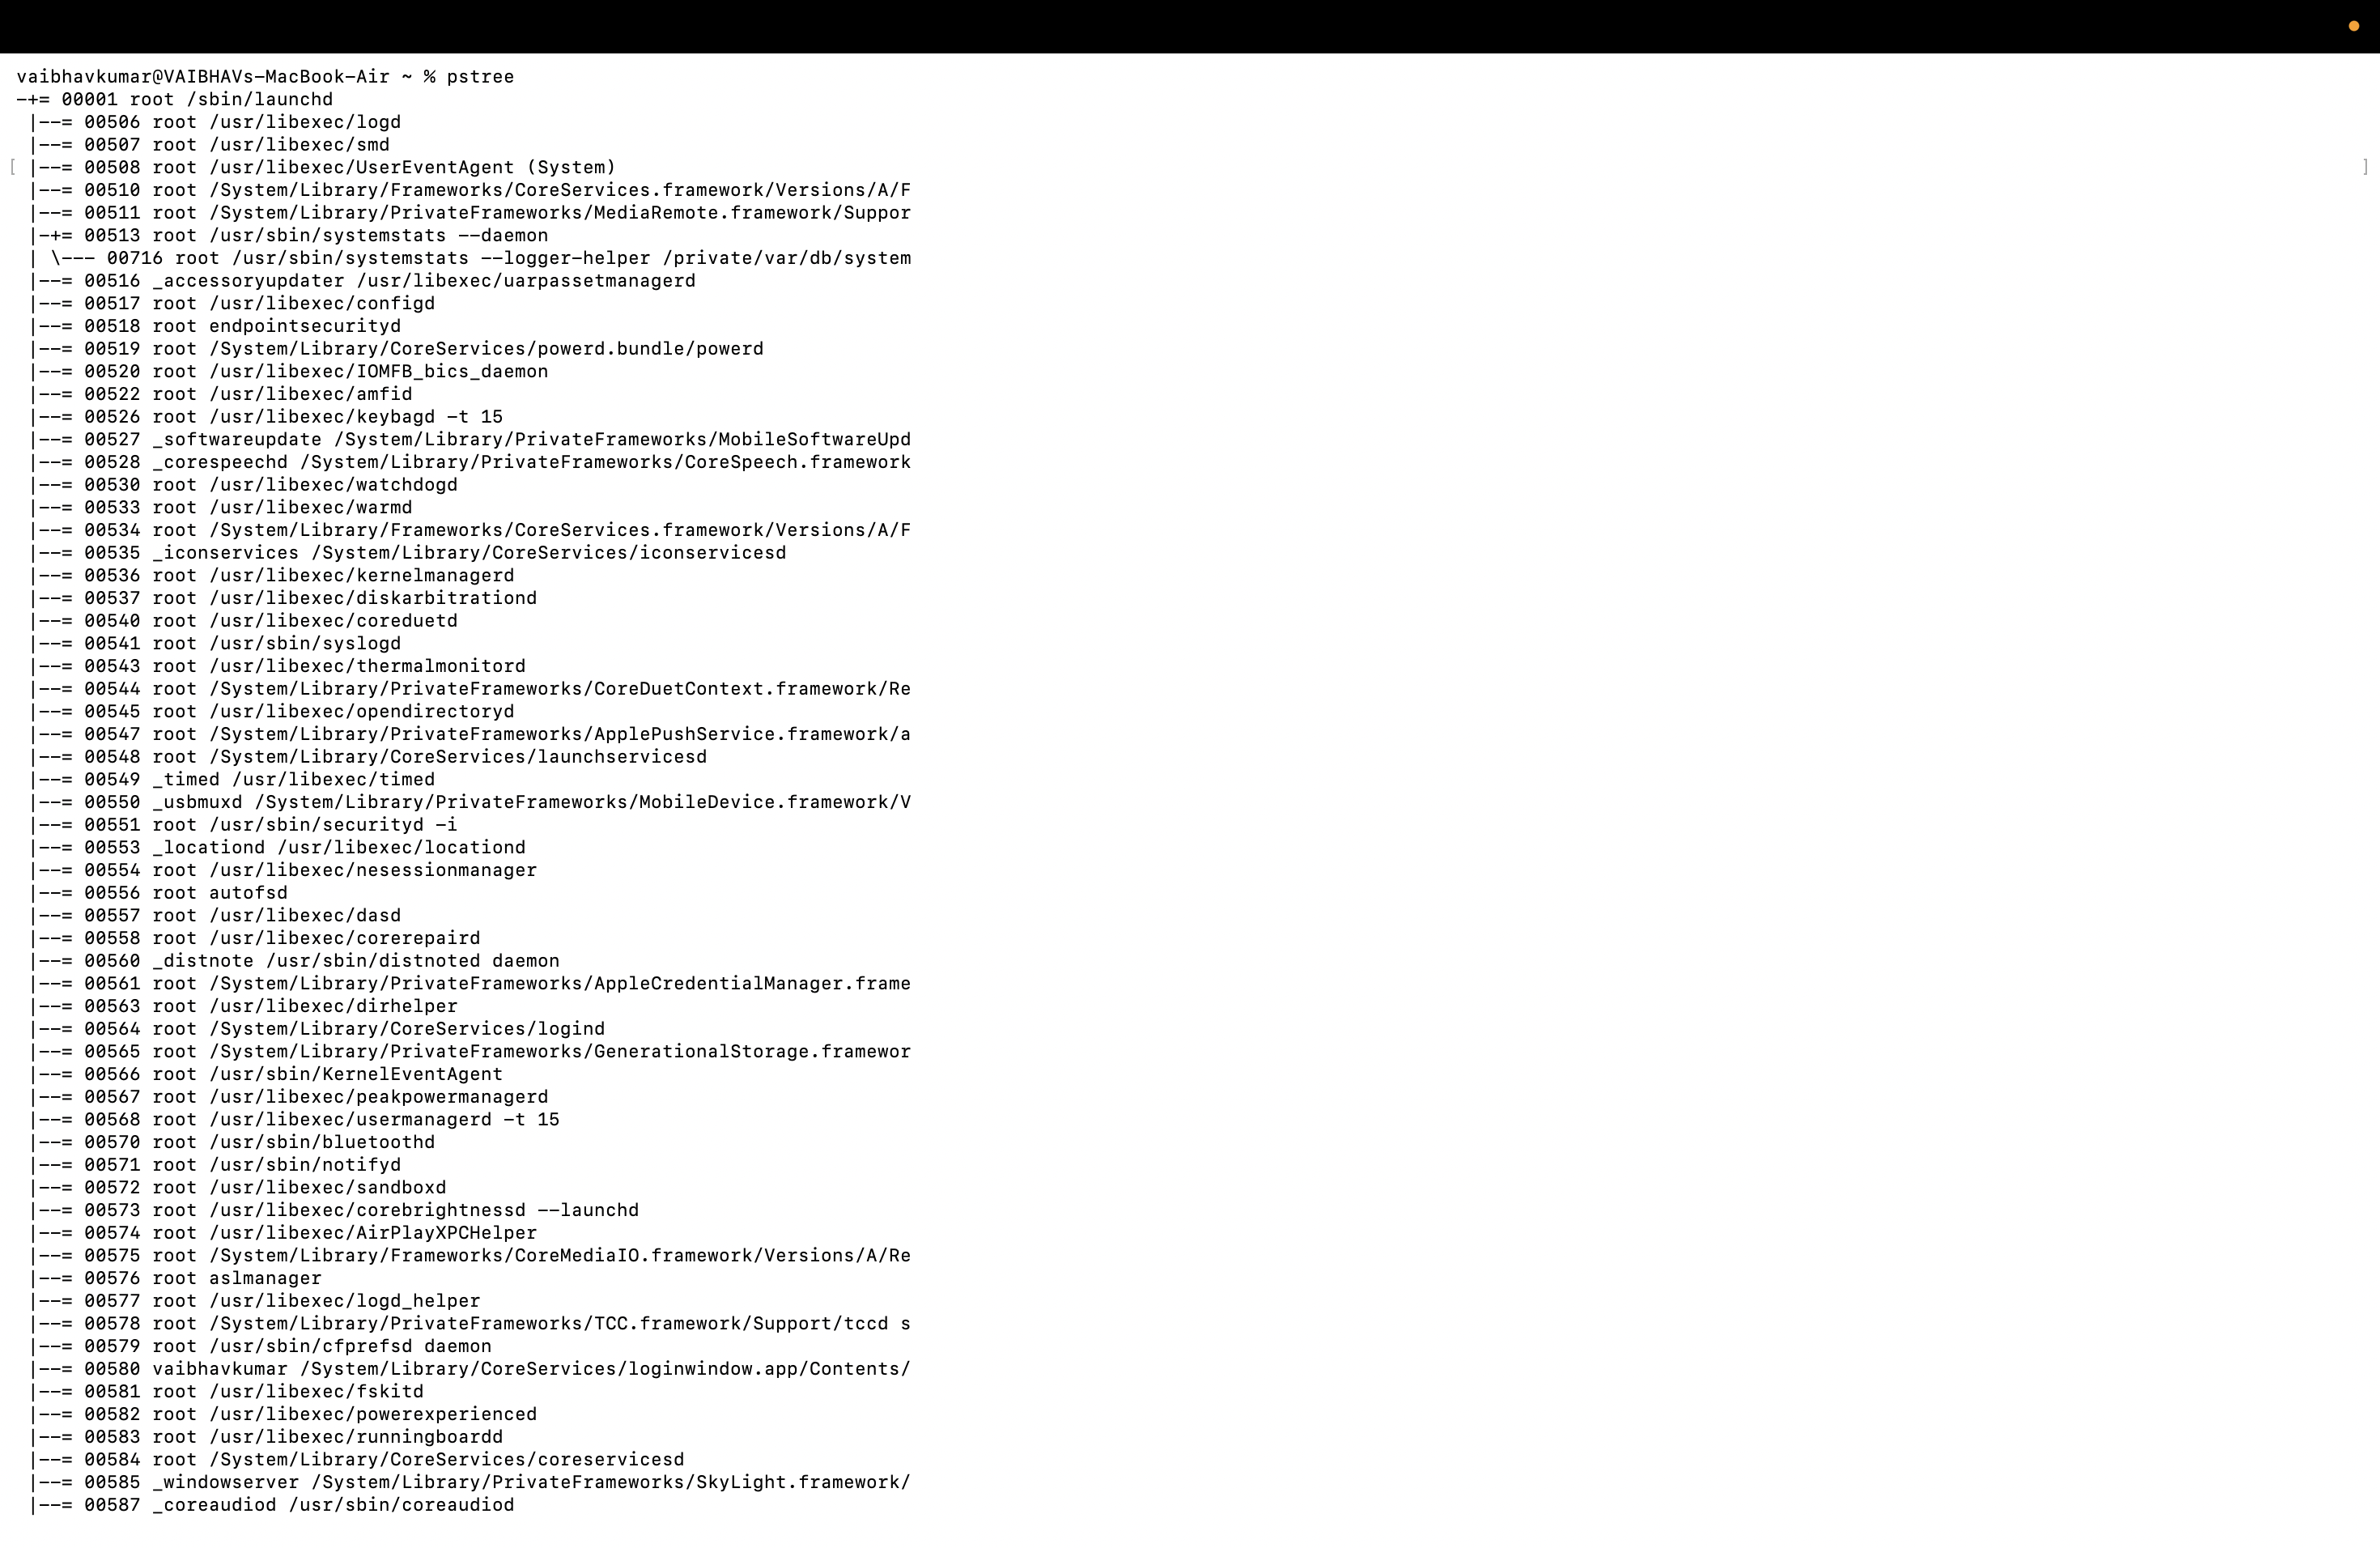 vaibhavkumar@VAIBHAVs-MacBook-Air ~ % pstree
-+= 00001 root /sbin/launchd
 |--= 00506 root /usr/libexec/logd
 |--= 00507 root /usr/libexec/smd
[ |--= 00508 root /usr/libexec/UserEventAgent (System) ]
 |--= 00510 root /System/Library/Frameworks/CoreServices.framework/Versions/A/F
 |--= 00511 root /System/Library/PrivateFrameworks/MediaRemote.framework/Suppor
 |-+= 00513 root /usr/sbin/systemstats --daemon
 | \--- 00716 root /usr/sbin/systemstats --logger-helper /private/var/db/system
 |--= 00516 _accessoryupdater /usr/libexec/uarpassetmanagerd
 |--= 00517 root /usr/libexec/configd
 |--= 00518 root endpointsecurityd
 |--= 00519 root /System/Library/CoreServices/powerd.bundle/powerd
 |--= 00520 root /usr/libexec/IOMFB_bics_daemon
 |--= 00522 root /usr/libexec/amfid
 |--= 00526 root /usr/libexec/keybagd -t 15
 |--= 00527 _softwareupdate /System/Library/PrivateFrameworks/MobileSoftwareUpd
 |--= 00528 _corespeechd /System/Library/PrivateFrameworks/CoreSpeech.framework
 |--= 00530 root /usr/libexec/watchdogd
 |--= 00533 root /usr/libexec/warmd
 |--= 00534 root /System/Library/Frameworks/CoreServices.framework/Versions/A/F
 |--= 00535 _iconservices /System/Library/CoreServices/iconservicesd
 |--= 00536 root /usr/libexec/kernelmanagerd
 |--= 00537 root /usr/libexec/diskarbitrationd
 |--= 00540 root /usr/libexec/coreduetd
 |--= 00541 root /usr/sbin/syslogd
 |--= 00543 root /usr/libexec/thermalmonitord
 |--= 00544 root /System/Library/PrivateFrameworks/CoreDuetContext.framework/Re
 |--= 00545 root /usr/libexec/opendirectoryd
 |--= 00547 root /System/Library/PrivateFrameworks/ApplePushService.framework/a
 |--= 00548 root /System/Library/CoreServices/launchservicesd
 |--= 00549 _timed /usr/libexec/timed
 |--= 00550 _usbmuxd /System/Library/PrivateFrameworks/MobileDevice.framework/V
 |--= 00551 root /usr/sbin/securityd -i
 |--= 00553 _locationd /usr/libexec/locationd
 |--= 00554 root /usr/libexec/nesessionmanager
 |--= 00556 root autofsd
 |--= 00557 root /usr/libexec/dasd
 |--= 00558 root /usr/libexec/corerepaird
 |--= 00560 _distnote /usr/sbin/distnoted daemon
 |--= 00561 root /System/Library/PrivateFrameworks/AppleCredentialManager.frame
 |--= 00563 root /usr/libexec/dirhelper
 |--= 00564 root /System/Library/CoreServices/logind
 |--= 00565 root /System/Library/PrivateFrameworks/GenerationalStorage.framewor
 |--= 00566 root /usr/sbin/KernelEventAgent
 |--= 00567 root /usr/libexec/peakpowermanagerd
 |--= 00568 root /usr/libexec/usermanagerd -t 15
 |--= 00570 root /usr/sbin/bluetoothd
 |--= 00571 root /usr/sbin/notifyd
 |--= 00572 root /usr/libexec/sandboxd
 |--= 00573 root /usr/libexec/corebrightnessd --launchd
 |--= 00574 root /usr/libexec/AirPlayXPCHelper
 |--= 00575 root /System/Library/Frameworks/CoreMediaIO.framework/Versions/A/Re
 |--= 00576 root aslmanager
 |--= 00577 root /usr/libexec/logd_helper
 |--= 00578 root /System/Library/PrivateFrameworks/TCC.framework/Support/tccd s
 |--= 00579 root /usr/sbin/cfprefsd daemon
 |--= 00580 vaibhavkumar /System/Library/CoreServices/loginwindow.app/Contents/
 |--= 00581 root /usr/libexec/fskitd
 |--= 00582 root /usr/libexec/powerexperienced
 |--= 00583 root /usr/libexec/runningboardd
 |--= 00584 root /System/Library/CoreServices/coreservicesd
 |--= 00585 _windowserver /System/Library/PrivateFrameworks/SkyLight.framework/
 |--= 00587 _coreaudiod /usr/sbin/coreaudiod